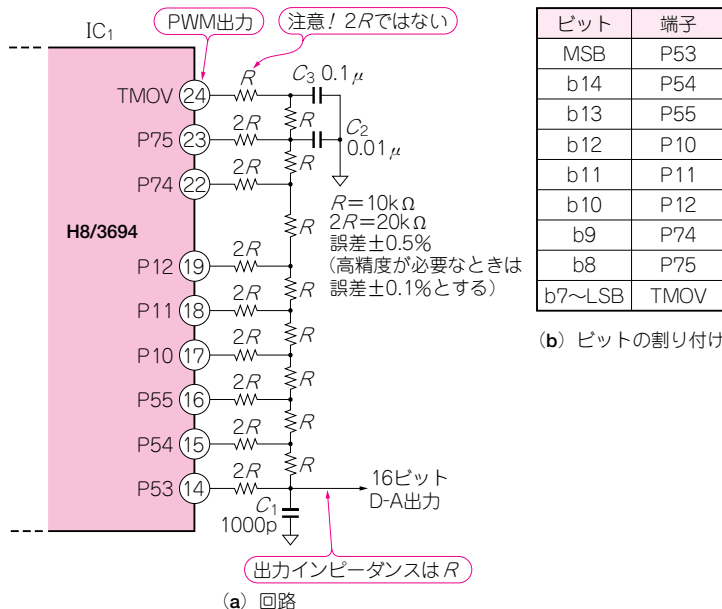 PWM出力
注意！2Rではない
IC1
TMOV 24 R C3 0.1μ
R
P75 23 2R C2 0.01μ
R
P74 22 2R
R
R=10kΩ
2R=20kΩ
誤差±0.5%
(高精度が必要なときは
誤差±0.1%とする)
H8/3694
P12 19 2R
R
P11 18 2R
R
P10 17 2R
R
P55 16 2R
R
P54 15 2R
R
P53 14 2R
16ビット
D-A出力
C1
1000p
出力インピーダンスはR
(a) 回路
ビット 端子
MSB P53
b14 P54
b13 P55
b12 P10
b11 P11
b10 P12
b9 P74
b8 P75
b7～LSB TMOV
(b) ビットの割り付け